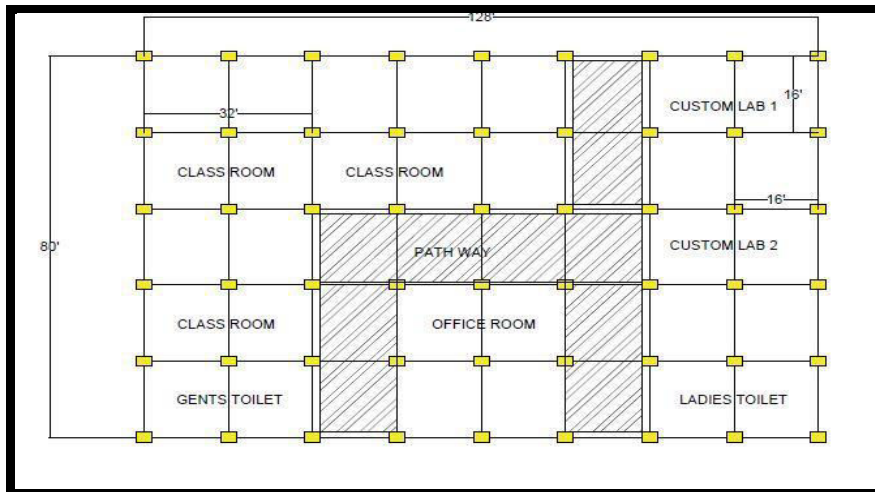 128'
32'
CUSTOM LAB 1
16'
CLASS ROOM
CLASS ROOM
16'
80'
PATH WAY
CUSTOM LAB 2
CLASS ROOM
OFFICE ROOM
GENTS TOILET
LADIES TOILET